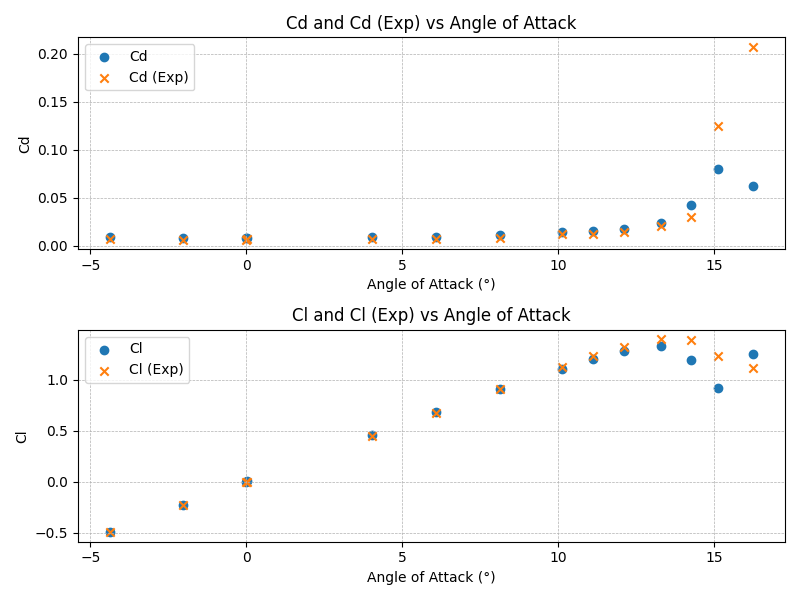 Cd and Cd (Exp) vs Angle of Attack
Cd
Cd (Exp)
0.20
0.15
0.10
0.05
0.00
Cd
−5 0 5 10 15
Angle of Attack (°)
Cl and Cl (Exp) vs Angle of Attack
Cl
Cl (Exp)
1.0
0.5
0.0
−0.5
Cl
−5 0 5 10 15
Angle of Attack (°)